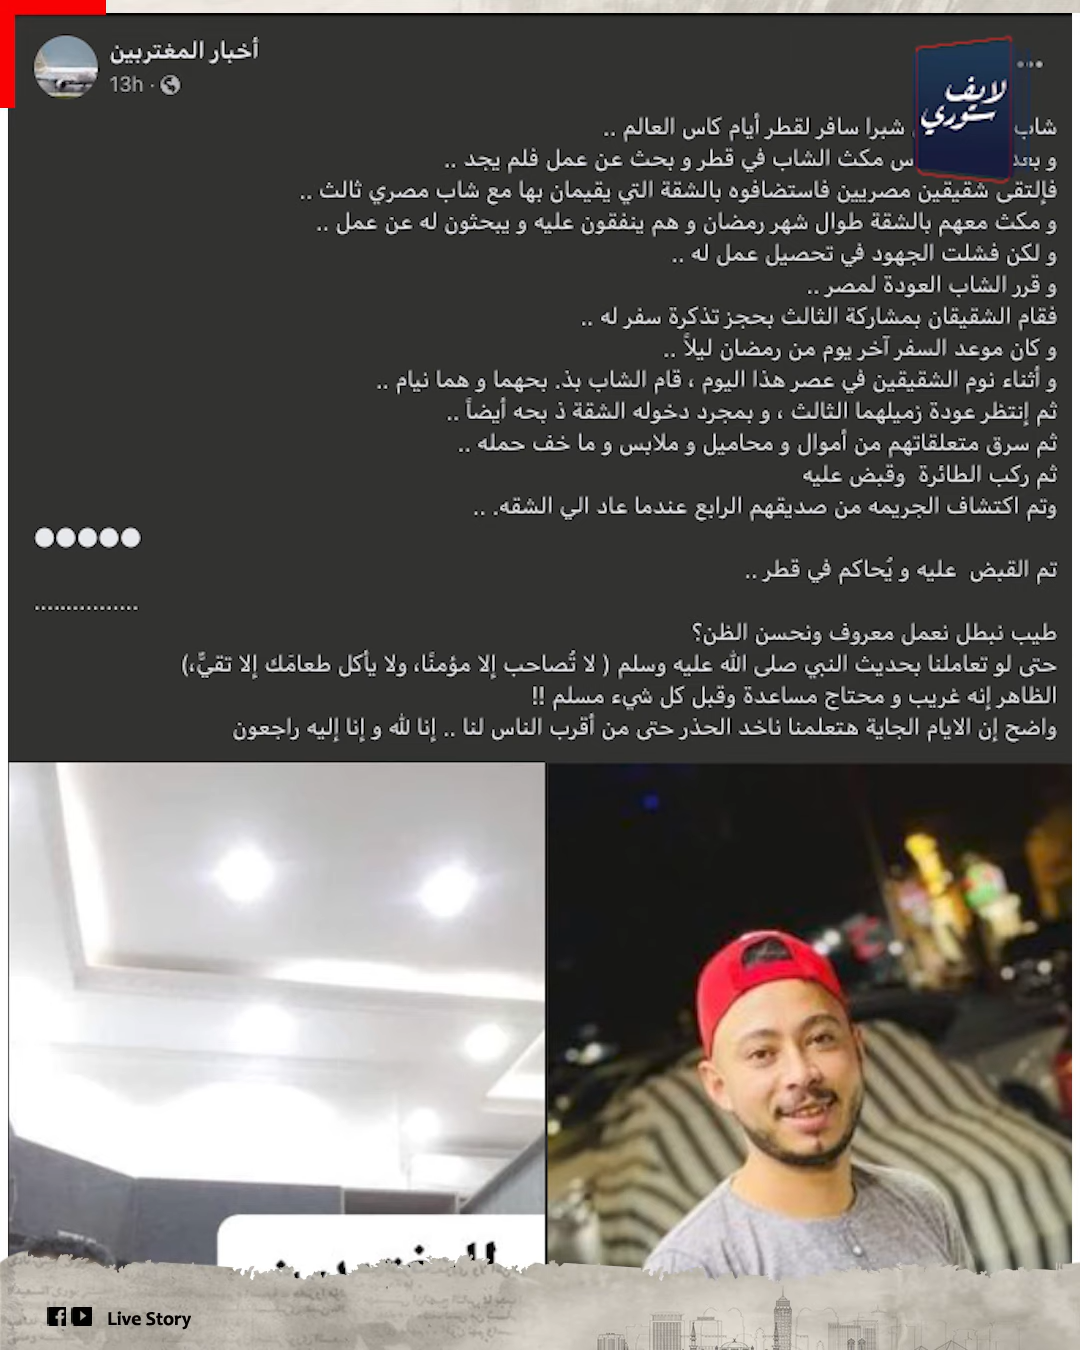 أخبار المغتربين
13h ·
لايف
ستوري
شاب شبرا سافر لقطر أيام كاس العالم ..
و بعد مكث الشاب في قطر و بحث عن عمل فلم يجد ..
فإلتقى شقيقين مصريين فاستضافوه بالشقة التي يقيمان بها مع شاب مصري ثالث ..
و مكث معهم بالشقة طوال شهر رمضان و هم ينفقون عليه و يبحثون له عن عمل ..
و لكن فشلت الجهود في تحصيل عمل له ..
و قرر الشاب العودة لمصر ..
فقام الشقيقان بمشاركة الثالث بحجز تذكرة سفر له ..
و كان موعد السفر آخر يوم من رمضان ليلاً ..
و أثناء نوم الشقيقين في عصر هذا اليوم ، قام الشاب بذ. بحهما و هما نيام ..
ثم إنتظر عودة زميلهما الثالث ، و بمجرد دخوله الشقة ذ بحه أيضاً ..
ثم سرق متعلقاتهم من أموال و محاميل و ملابس و ما خف حمله ..
ثم ركب الطائرة وقبض عليه
وتم اكتشاف الجريمه من صديقهم الرابع عندما عاد الي الشقه. ..
تم القبض عليه و يُحاكم في قطر ..
................
طيب نبطل نعمل معروف ونحسن الظن؟
حتى لو تعاملنا بحديث النبي صلى الله عليه وسلم ( لا تُصاحب إلا مؤمنًا، ولا يأكل طعامَك إلا تقيٌّ،)
الظاهر إنه غريب و محتاج مساعدة وقبل كل شيء مسلم !!
واضح إن الايام الجاية هتعلمنا ناخد الحذر حتى من أقرب الناس لنا .. إنا لله و إنا إليه راجعون
Live Story